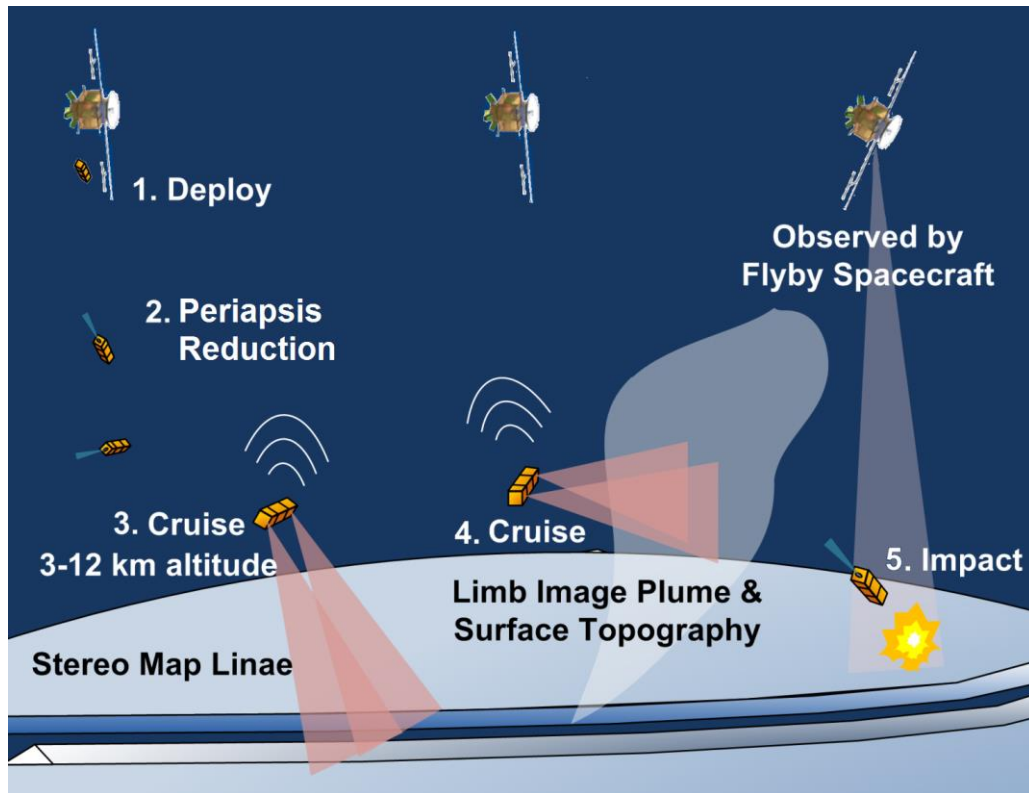 1. Deploy
Observed by
Flyby Spacecraft
2. Periapsis
Reduction
3. Cruise
3-12 km altitude
4. Cruise
5. Impact
Limb Image Plume &
Surface Topography
Stereo Map Linae